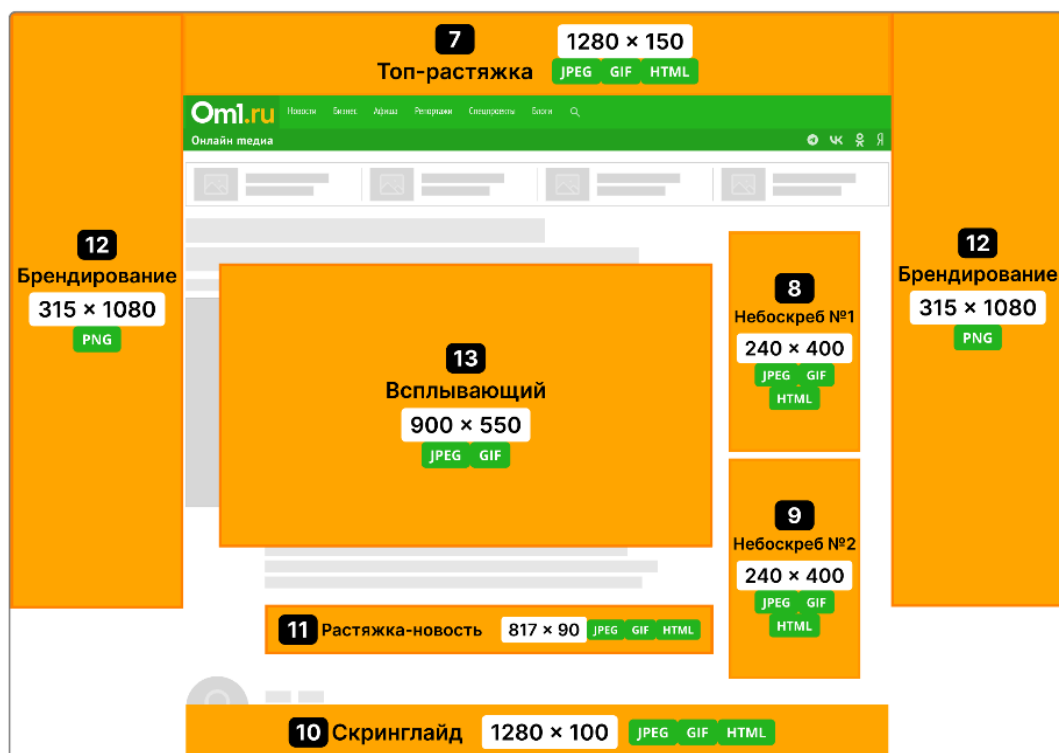 7
1280 × 150
Топ-растяжка
JPEG GIF HTML
Om1.ru
Новости Бизнес Афиша Репортажи Спецпроекты Блоги
Онлайн медиа
12
Брендирование
315 × 1080
PNG
12
Брендирование
315 × 1080
PNG
8
Небоскреб №1
240 × 400
JPEG GIF
HTML
13
Всплывающий
900 × 550
JPEG GIF
9
Небоскреб №2
240 × 400
JPEG GIF
HTML
11 Растяжка-новость 817 × 90 JPEG GIF HTML
10 Скринглайд 1280 × 100 JPEG GIF HTML